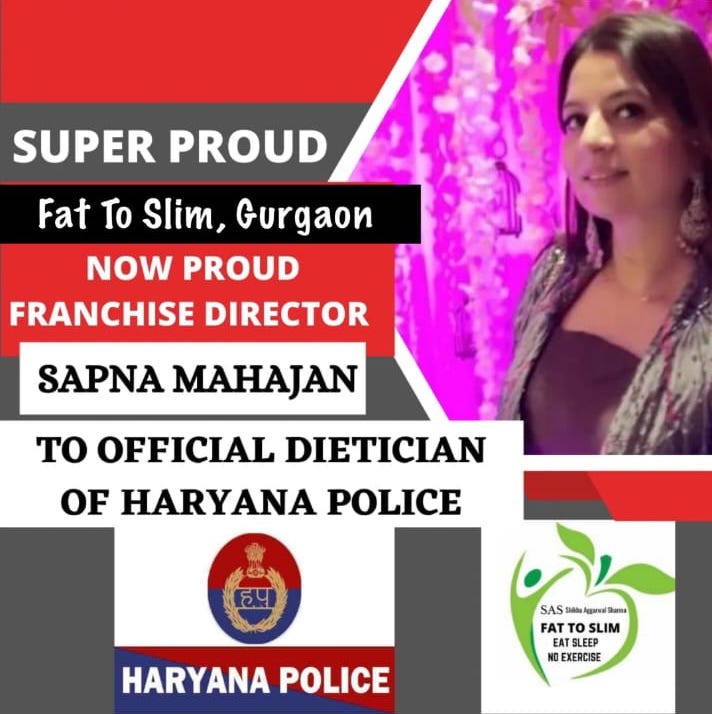 SUPER PROUD
Fat To Slim, Gurgaon
NOW PROUD
FRANCHISE DIRECTOR
SAPNA MAHAJAN
TO OFFICIAL DIETICIAN
OF HARYANA POLICE
ह पु
HARYANA POLICE
SAS Shikha Aggarwal Sharma
FAT TO SLIM
EAT SLEEP
NO EXERCISE